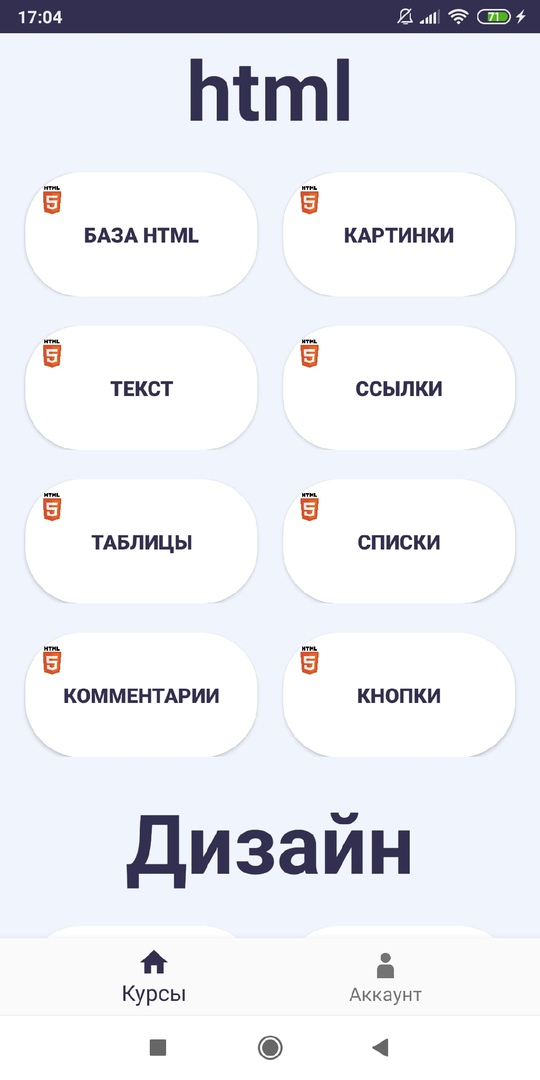 17:04
71
html
HTML
5
БАЗА HTML
HTML
5
КАРТИНКИ
HTML
5
ТЕКСТ
HTML
5
ССЫЛКИ
HTML
5
ТАБЛИЦЫ
HTML
5
СПИСКИ
HTML
5
КОММЕНТАРИИ
HTML
5
КНОПКИ
Дизайн
Курсы
Аккаунт